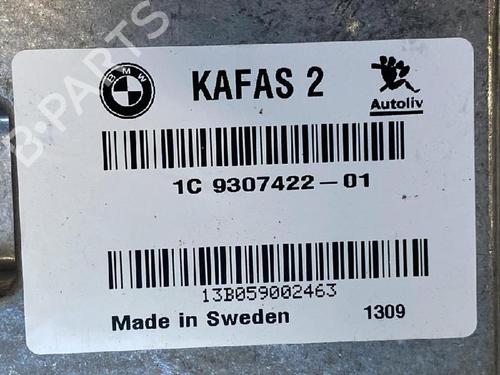 B-PARTS
BMW
KAFAS 2
Autoliv
1C 9307422-01
13B059002463
Made in Sweden 1309